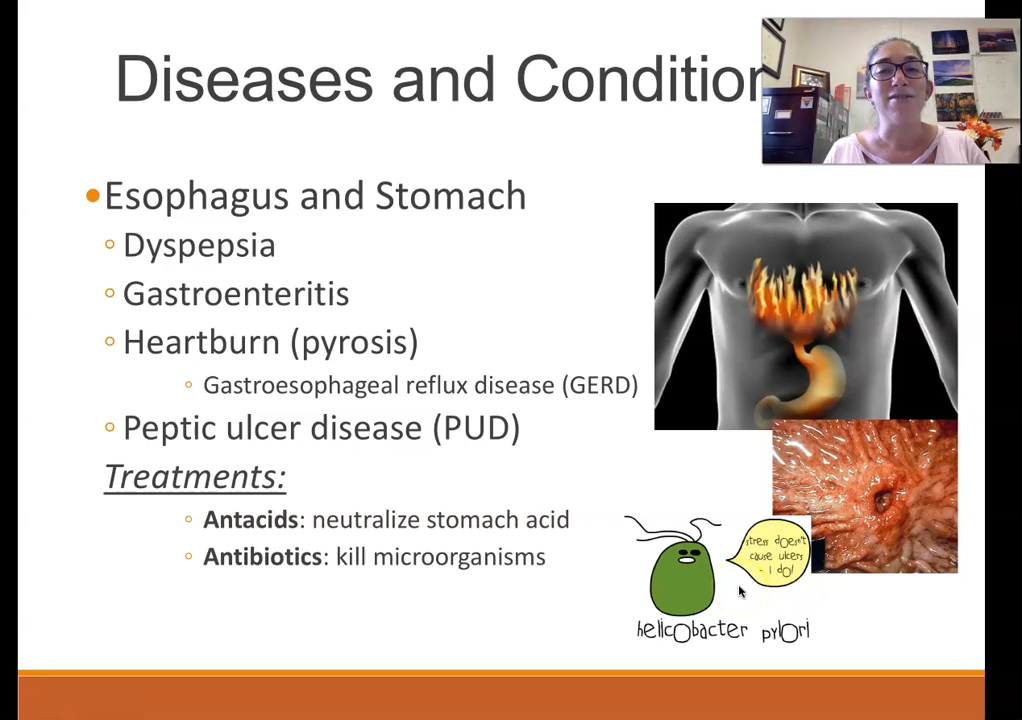 Diseases and Condition
•Esophagus and Stomach
◦ Dyspepsia
◦ Gastroenteritis
◦ Heartburn (pyrosis)
◦ Gastroesophageal reflux disease (GERD)
◦ Peptic ulcer disease (PUD)
Treatments:
◦ Antacids: neutralize stomach acid
◦ Antibiotics: kill microorganisms
stress doesn't
cause ulcers
- I do!
helicobacter pylori